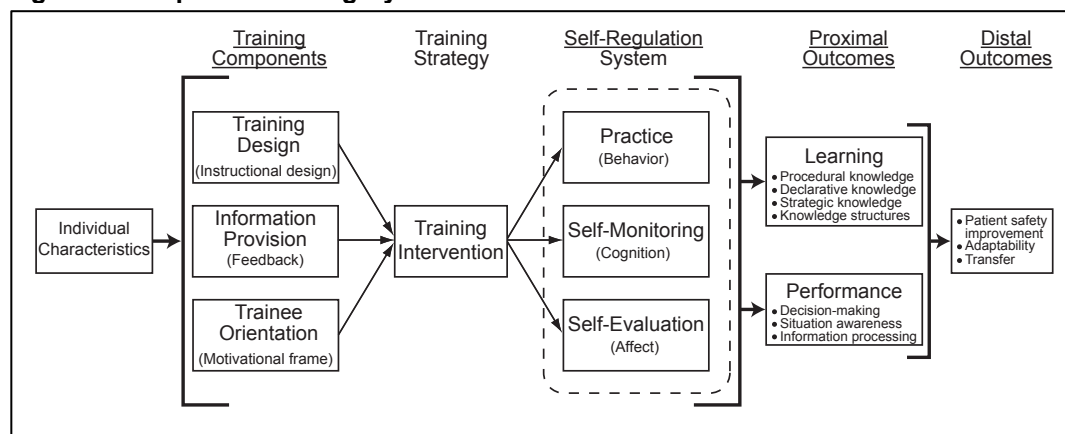 Training
Components
Training
Strategy
Self-Regulation
System
Proximal
Outcomes
Distal
Outcomes
Individual
Characteristics
Training
Design
(Instructional design)
Information
Provision
(Feedback)
Trainee
Orientation
(Motivational frame)
Training
Intervention
Practice
(Behavior)
Self-Monitoring
(Cognition)
Self-Evaluation
(Affect)
Learning
• Procedural knowledge
• Declarative knowledge
• Strategic knowledge
• Knowledge structures
Performance
• Decision-making
• Situation awareness
• Information processing
• Patient safety
improvement
• Adaptability
• Transfer